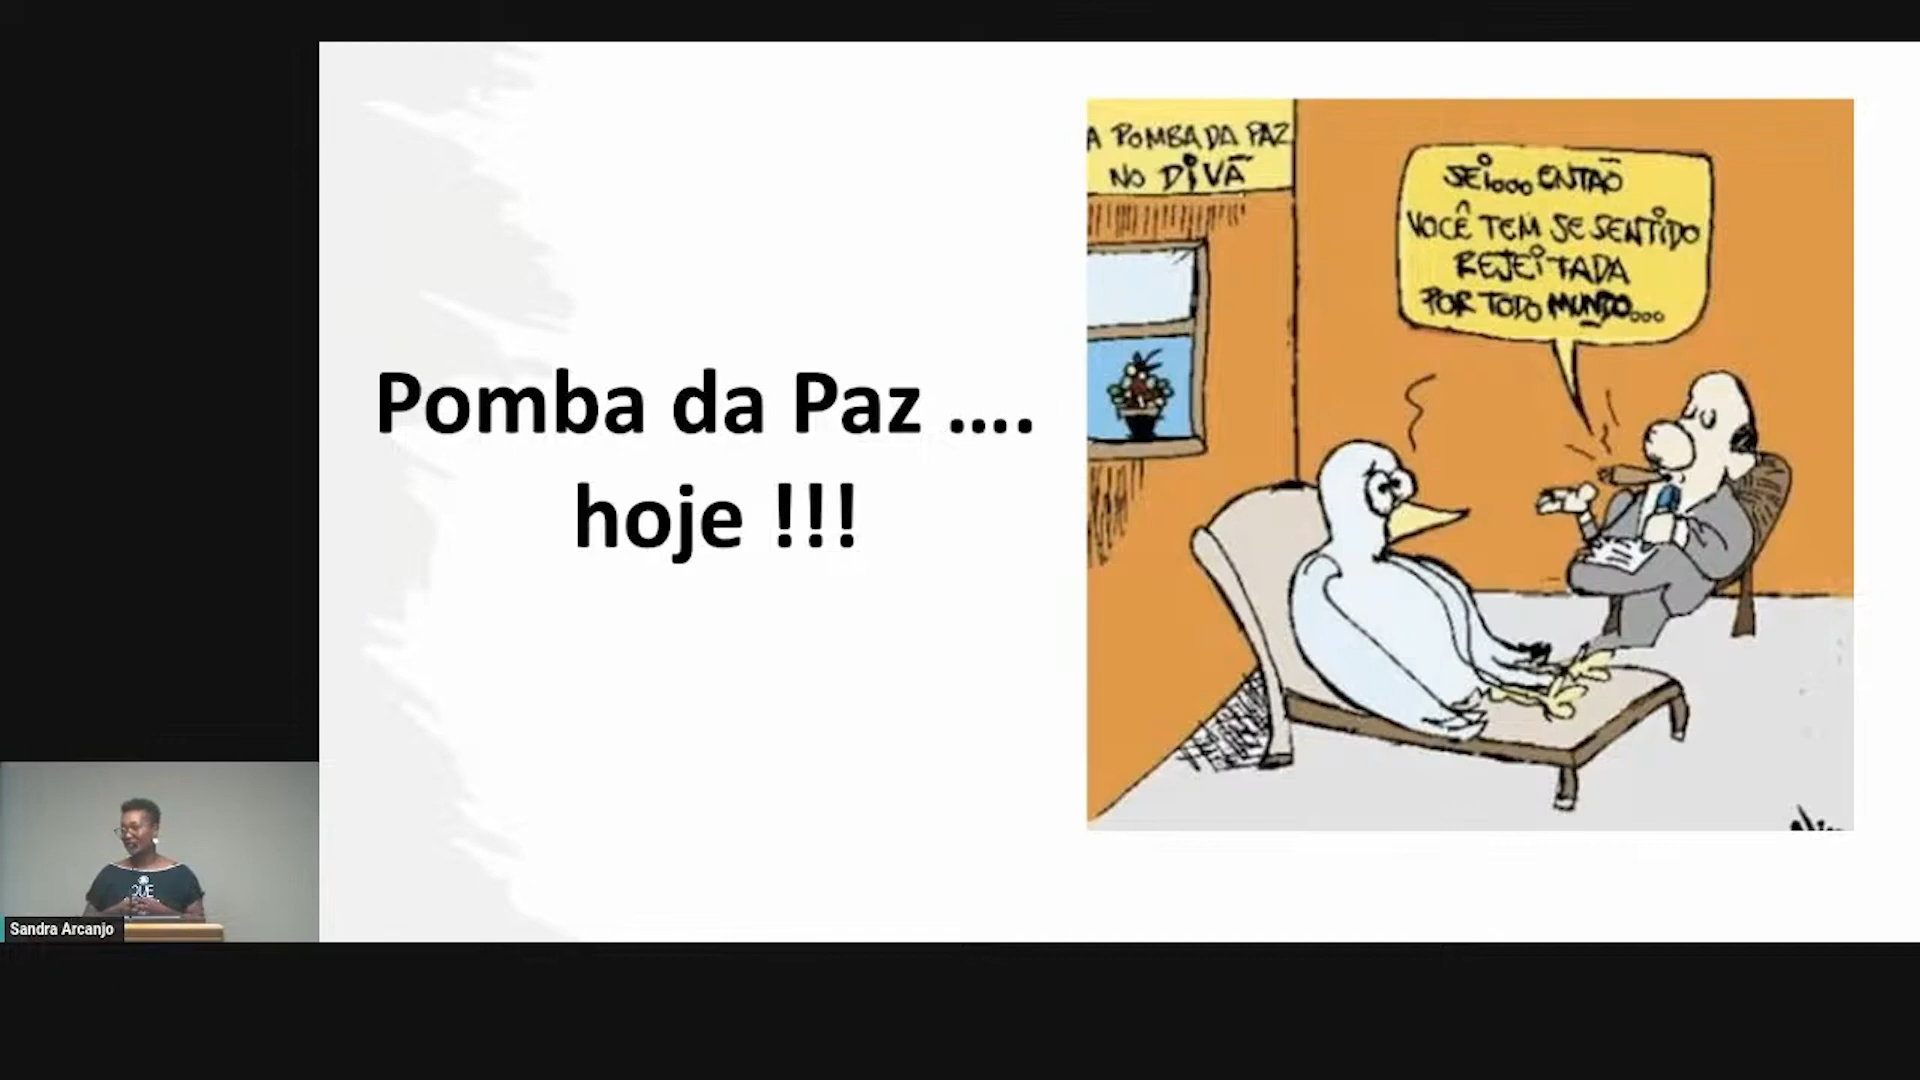 Pomba da Paz ....
hoje !!!
A POMBA DA PAZ
NO DIVÃ
SEI... ENTÃO
VOCÊ TEM SE SENTIDO
REJEITADA
POR TODO MUNDO...
QUE
Sandra Arcanjo